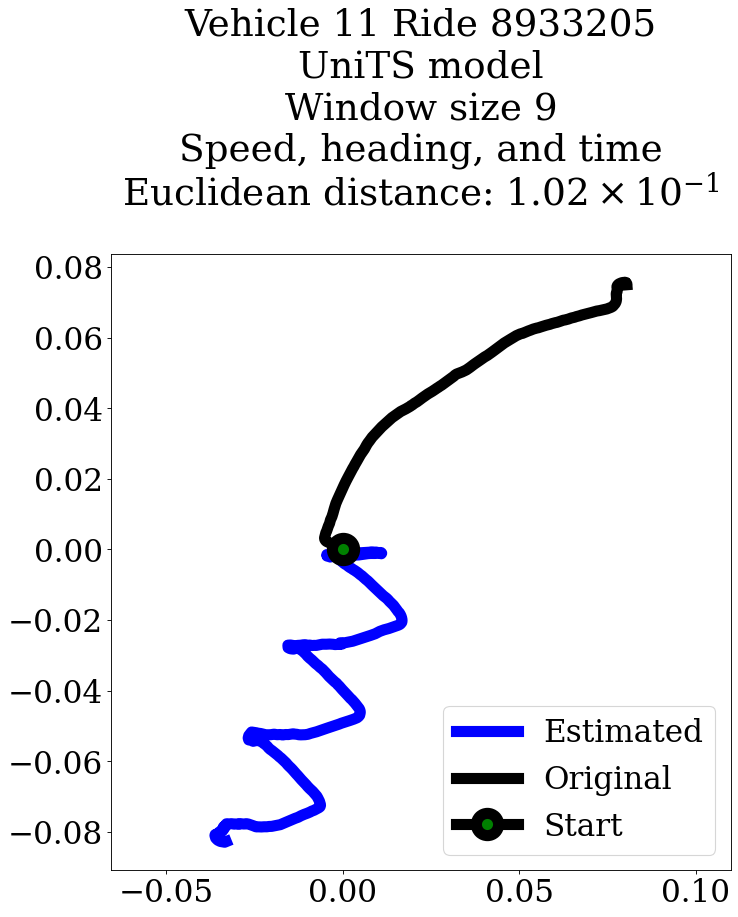 Vehicle 11 Ride 8933205
UniTS model
Window size 9
Speed, heading, and time
Euclidean distance: 1.02 × 10⁻¹
0.08
0.06
0.04
0.02
0.00
−0.02
−0.04
−0.06
−0.08
−0.05
0.00
0.05
0.10
Estimated
Original
Start